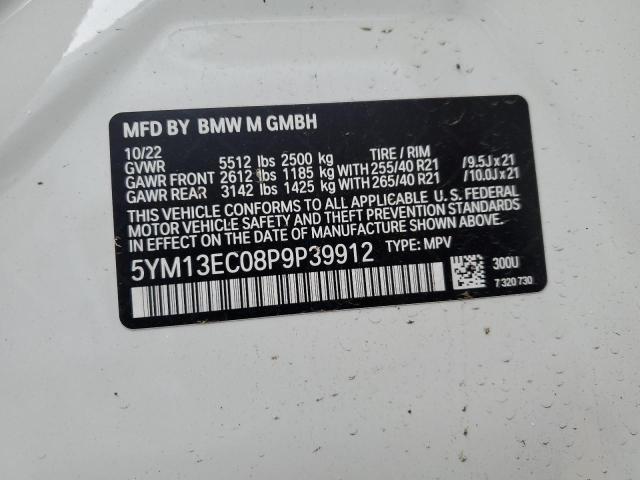 MFD BY BMW M GMBH
10/22 TIRE / RIM
GVWR 5512 lbs 2500 kg
GAWR FRONT 2612 lbs 1185 kg WITH 255/40 R21 /9.5J x 21
GAWR REAR 3142 lbs 1425 kg WITH 265/40 R21 /10.0J x 21
THIS VEHICLE CONFORMS TO ALL APPLICABLE U. S. FEDERAL
MOTOR VEHICLE SAFETY AND THEFT PREVENTION STANDARDS
IN EFFECT ON THE DATE OF MANUFACTURE SHOWN ABOVE.
5YM13EC08P9P39912 TYPE: MPV
300U
7 320 730